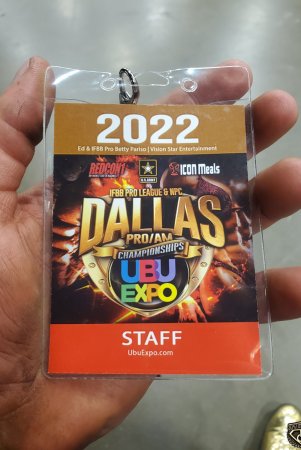 2022
Ed & IFBB Pro Betty Pariso | Vision Star Entertainment
REDCON1
U.S. ARMY
ICON Meals
IFBB PRO LEAGUE & NPC
DALLAS
PRO/AM
CHAMPIONSHIPS
UBU
EXPO
STAFF
UbuExpo.com